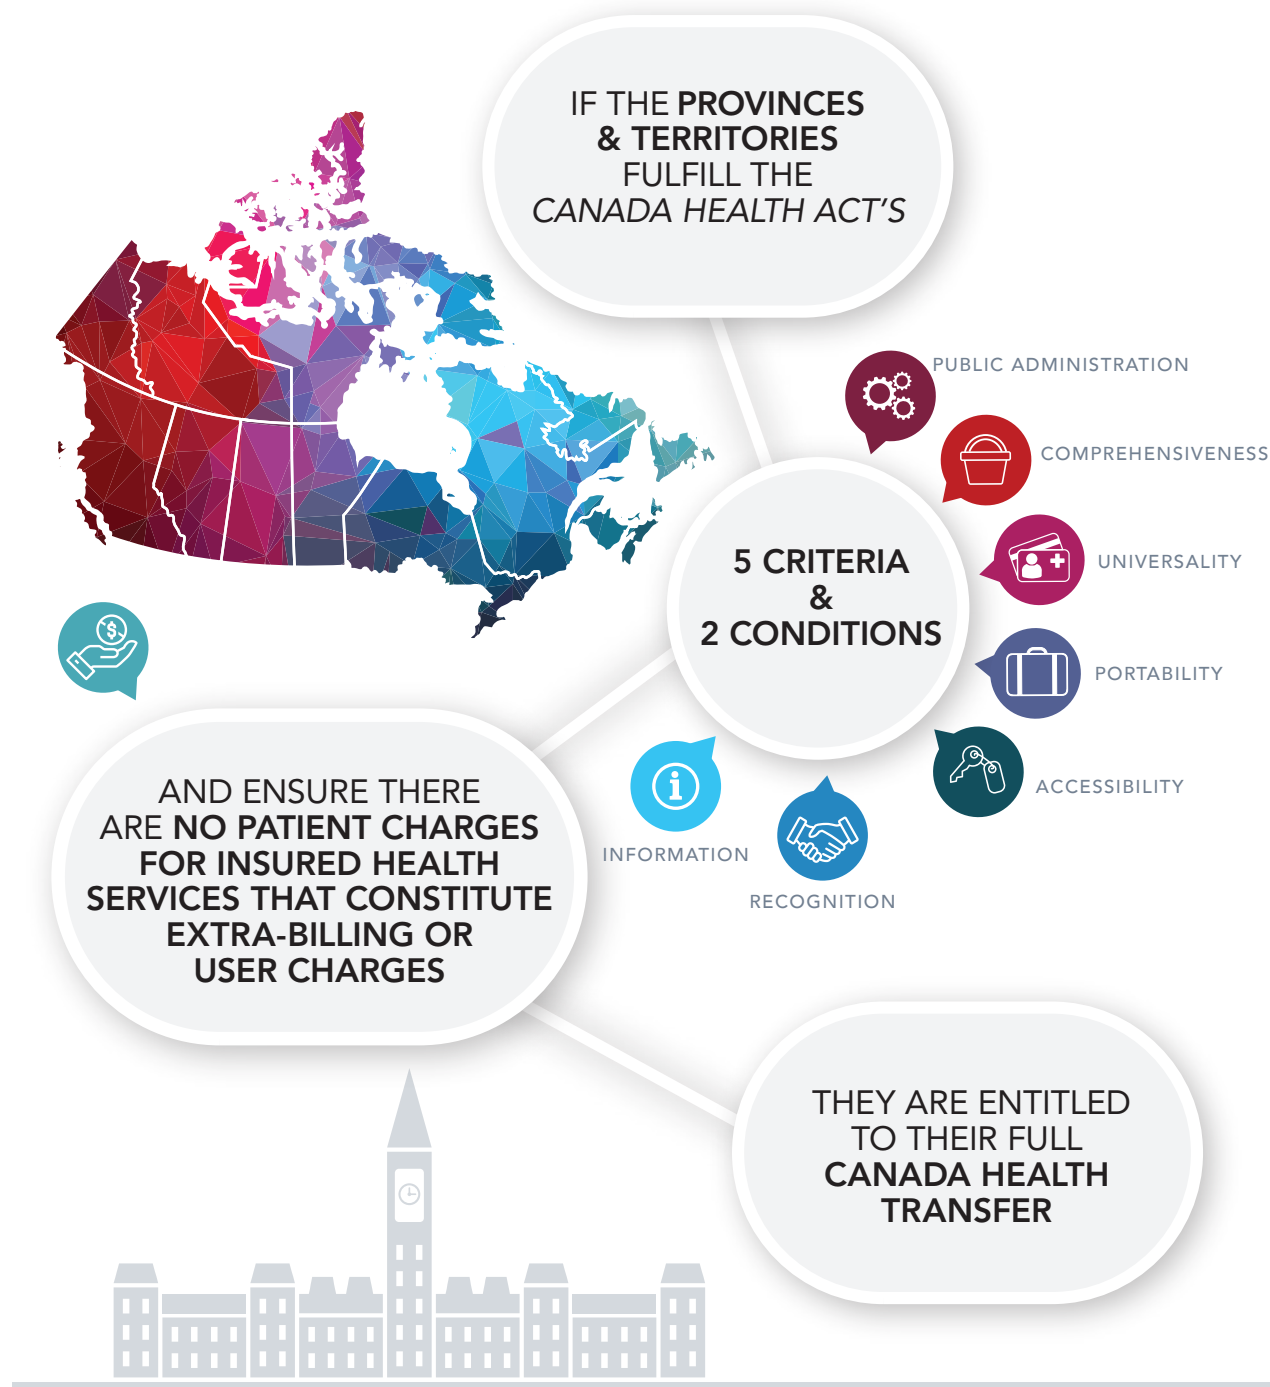 IF THE PROVINCES
& TERRITORIES
FULFILL THE
CANADA HEALTH ACT'S
5 CRITERIA
&
2 CONDITIONS
PUBLIC ADMINISTRATION
COMPREHENSIVENESS
UNIVERSALITY
PORTABILITY
ACCESSIBILITY
RECOGNITION
INFORMATION
$
AND ENSURE THERE
ARE NO PATIENT CHARGES
FOR INSURED HEALTH
SERVICES THAT CONSTITUTE
EXTRA-BILLING OR
USER CHARGES
THEY ARE ENTITLED
TO THEIR FULL
CANADA HEALTH
TRANSFER